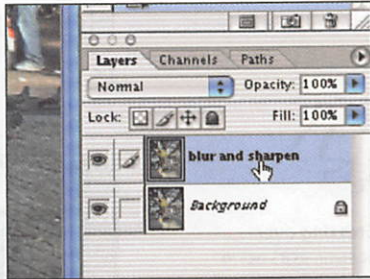 Layers Channels Paths
Normal Opacity: 100%
Lock: Fill: 100%
blur and sharpen
Background